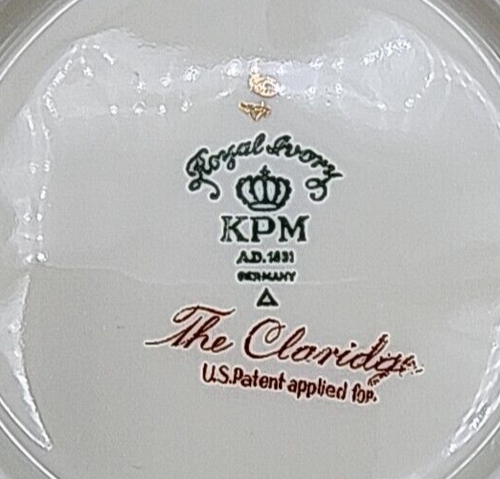 Royal Ivory
KPM
A.D.1831
GERMANY
The Claridge
U.S.Patent applied for.